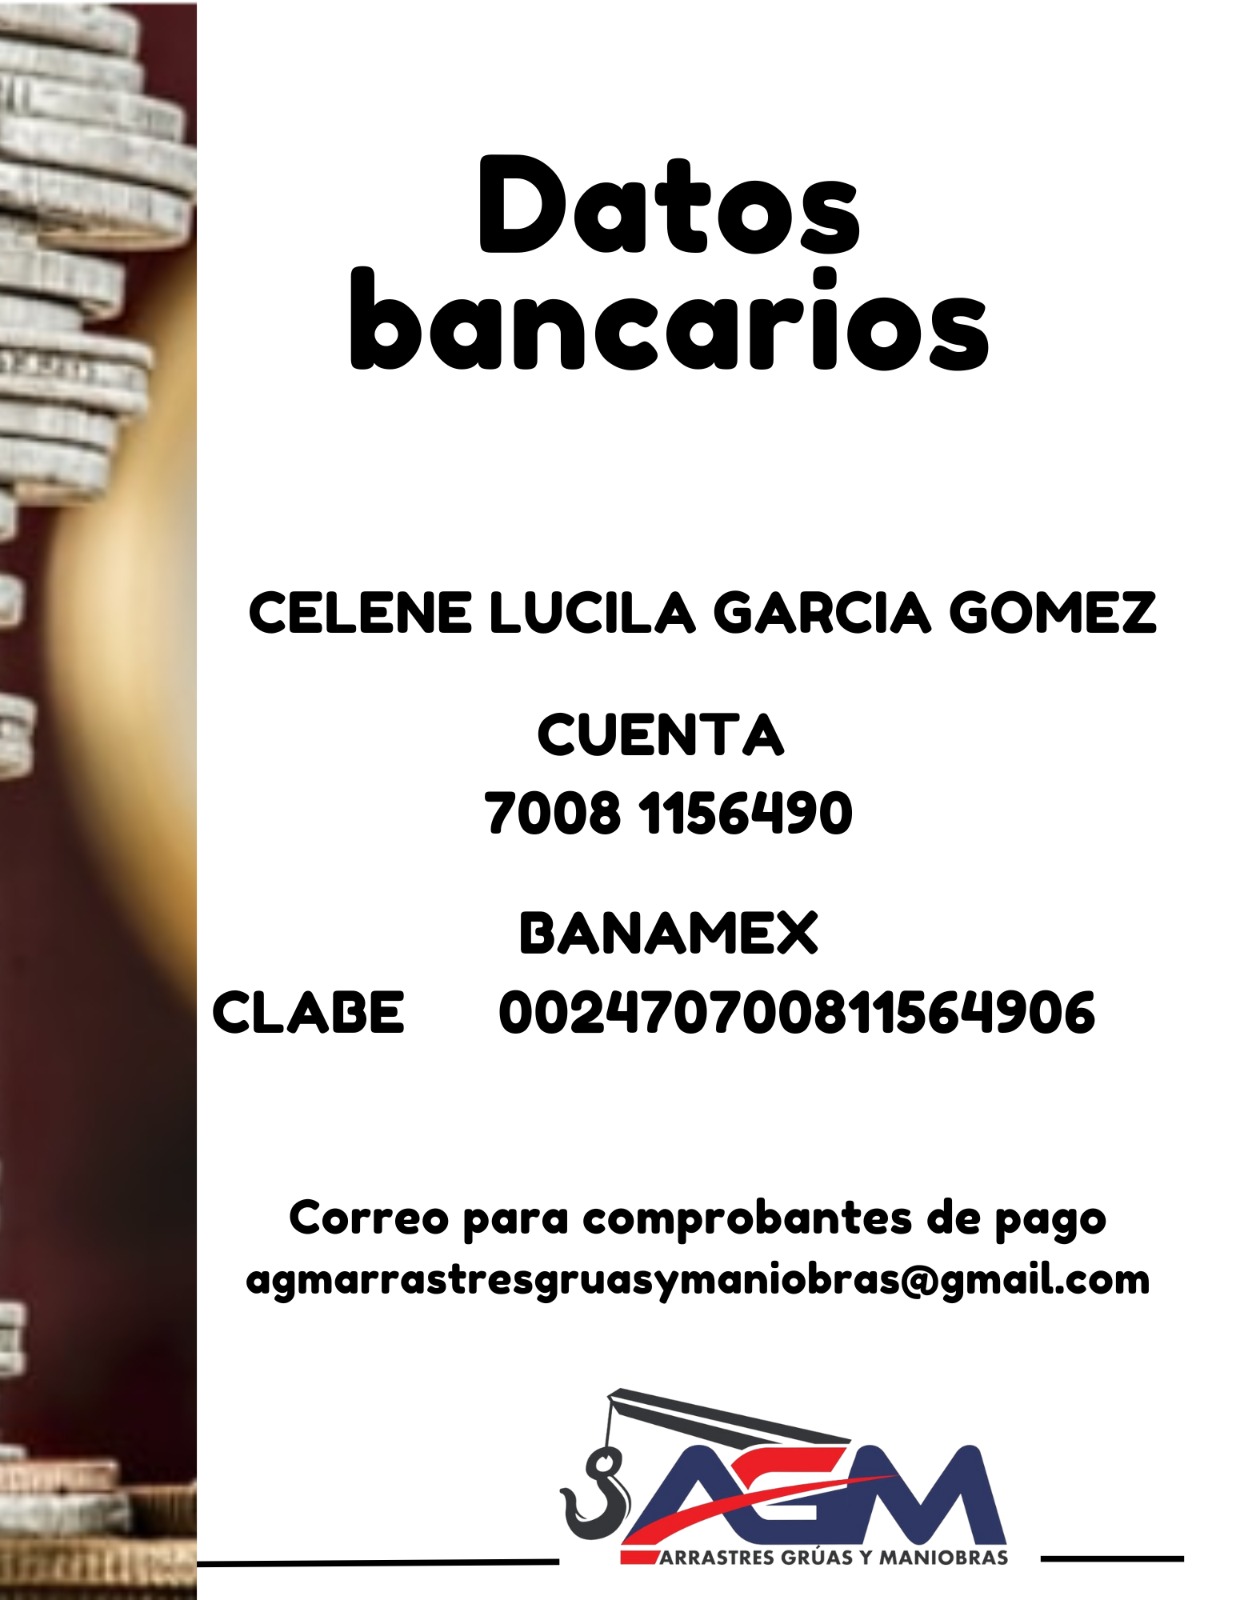 Datos
bancarios
CELENE LUCILA GARCIA GOMEZ
CUENTA
7008 1156490
BANAMEX
CLABE 002470700811564906
Correo para comprobantes de pago
agmarrastresgruasymaniobras@gmail.com
AGM
ARRASTRES GRÚAS Y MANIOBRAS